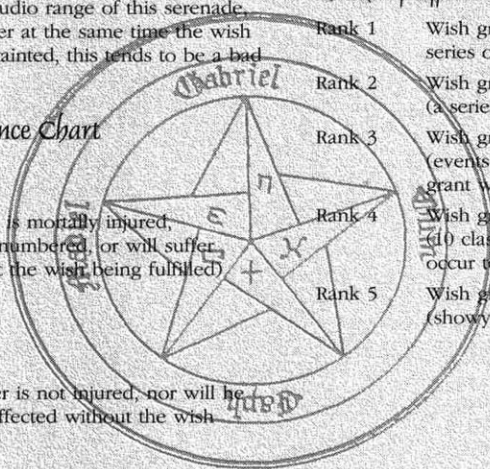 udio range of this serenade,
er at the same time the wish
ainted, this tends to be a bad
nce Chart
is mortally injured,
numbered, or will suffer
t the wish being fulfilled)
er is not injured, nor will he
ffected without the wish
Rank 1 Wish gr
series o
Rank 2 Wish gr
(a serie
Rank 3 Wish gr
(events
grant w
Rank 4 Wish gr
(10 clas
occur to
Rank 5 Wish gr
(showy
Gabriel